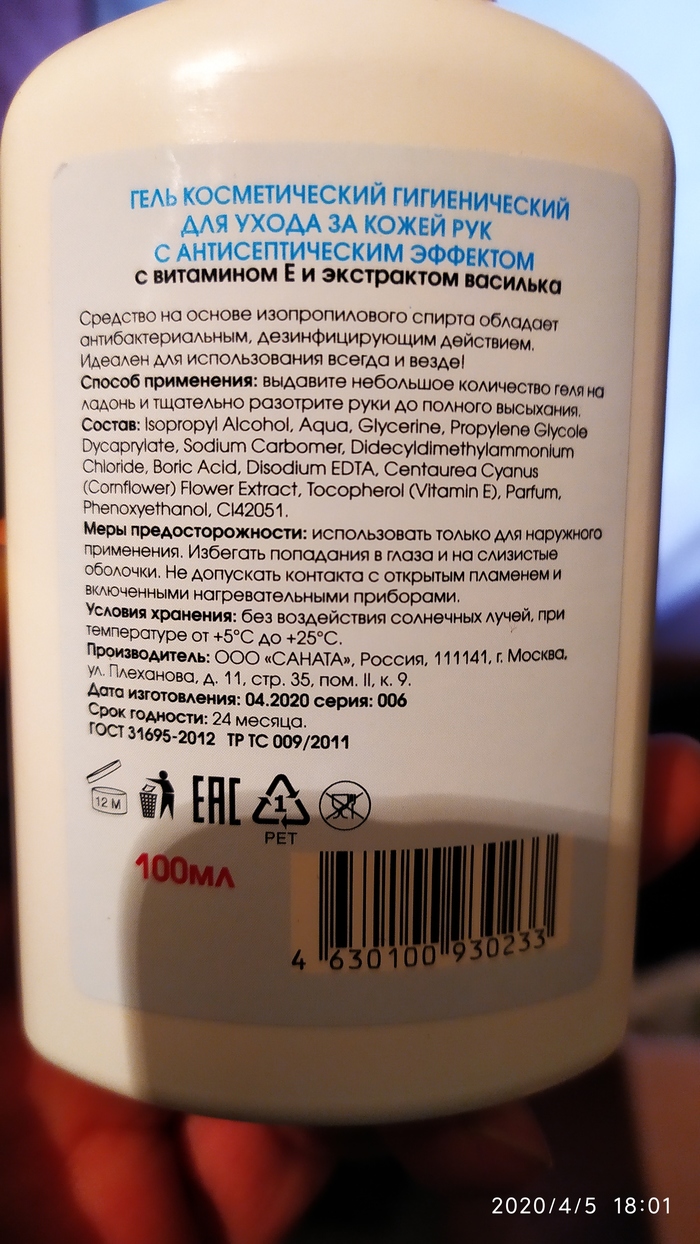 ГЕЛЬ КОСМЕТИЧЕСКИЙ ГИГИЕНИЧЕСКИЙ
ДЛЯ УХОДА ЗА КОЖЕЙ РУК
С АНТИСЕПТИЧЕСКИМ ЭФФЕКТОМ
с витамином Е и экстрактом василька
Средство на основе изопропилового спирта обладает
антибактериальным, дезинфицирующим действием.
Идеален для использования всегда и везде!
Способ применения: выдавите небольшое количество геля на
ладонь и тщательно разотрите руки до полного высыхания.
Состав: Isopropyl Alcohol, Aqua, Glycerine, Propylene Glycole
Dycaprylate, Sodium Carbomer, Didecyldimethylammonium
Chloride, Boric Acid, Disodium EDTA, Centaurea Cyanus
(Cornflower) Flower Extract, Tocopherol (Vitamin E), Parfum,
Phenoxyethanol, CI42051.
Меры предосторожности: использовать только для наружного
применения. Избегать попадания в глаза и на слизистые
оболочки. Не допускать контакта с открытым пламенем и
включенными нагревательными приборами.
Условия хранения: без воздействия солнечных лучей, при
температуре от +5°C до +25°C.
Производитель: ООО «САНАТА», Россия, 111141, г. Москва,
ул. Плеханова, д. 11, стр. 35, пом. II, к. 9.
Дата изготовления: 04.2020 серия: 006
Срок годности: 24 месяца.
ГОСТ 31695-2012 ТР ТС 009/2011
12 M EAC 1
PET
100мл
4 630100 930233
2020/4/5 18:01